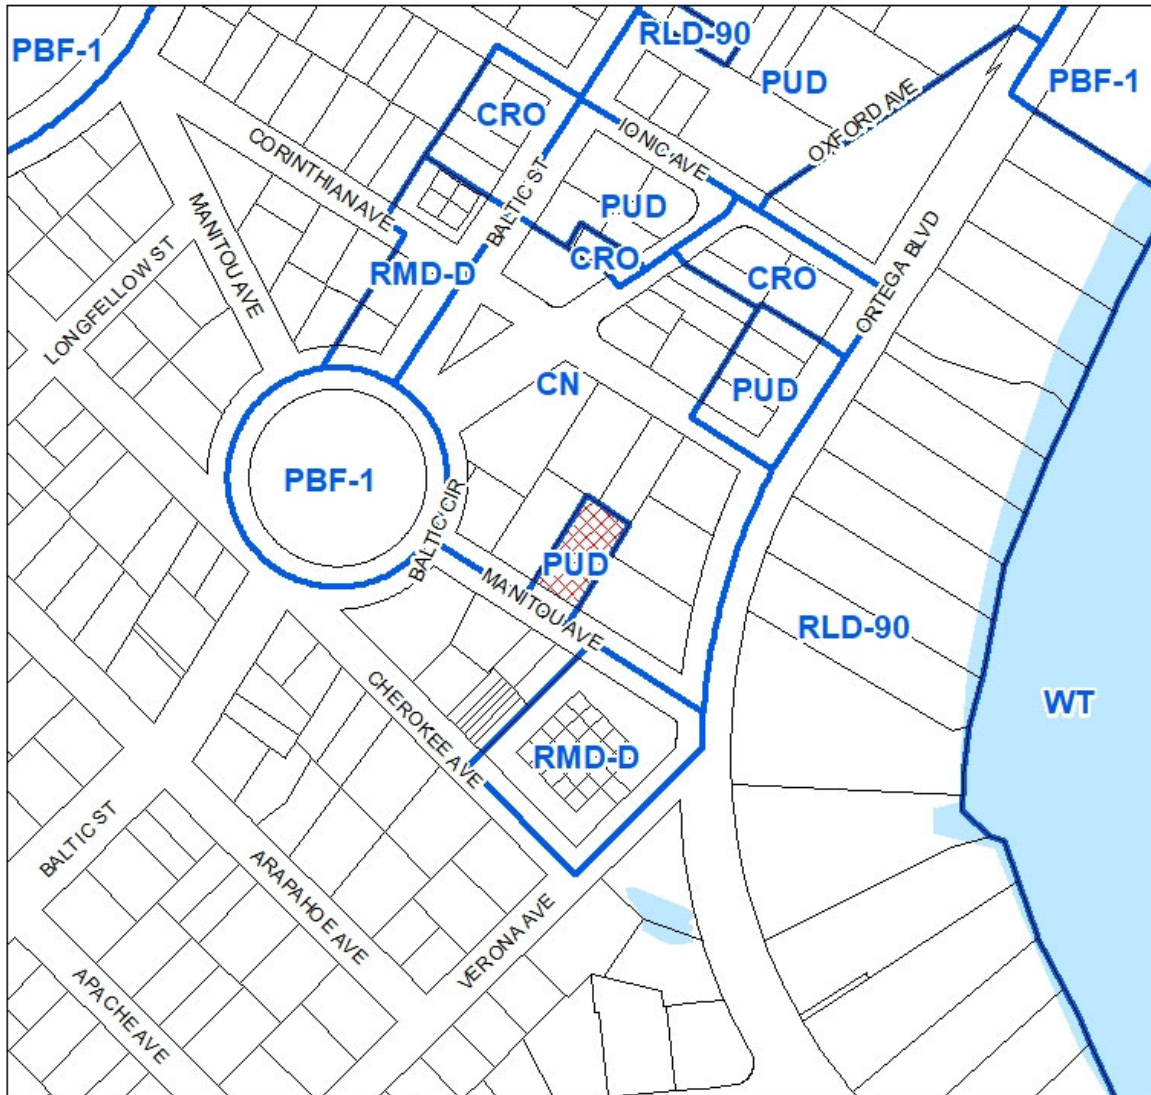 RLD-90
PBF-1
PUD
PBF-1
OXFORD AVE
CRO
IONIC AVE
CORINTHIAN AVE
BALTIC ST
PUD
MANITOU AVE
ORTEGA BLVD
LONGFELLOW ST
CRO
RMD-D
CRO
CN
PUD
PBF-1
BALTIC CIR
PUD
MANITOU AVE
RLD-90
CHEROKEE AVE
WT
RMD-D
BALTIC ST
ARAPAHOE AVE
VERONA AVE
APACHE AVE